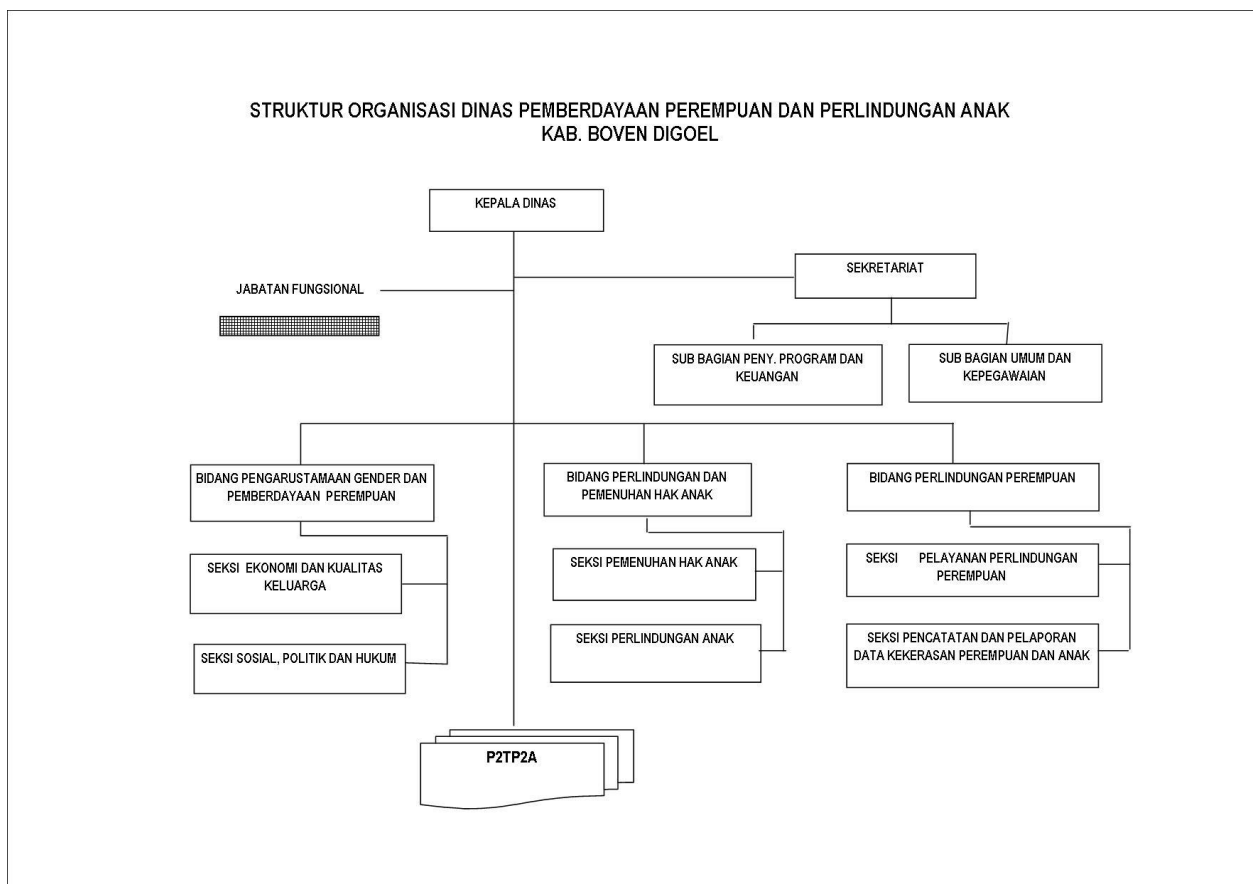 STRUKTUR ORGANISASI DINAS PEMBERDAYAAN PEREMPUAN DAN PERLINDUNGAN ANAK
KAB. BOVEN DIGOEL
KEPALA DINAS
SEKRETARIAT
JABATAN FUNGSIONAL
SUB BAGIAN PENY. PROGRAM DAN
KEUANGAN
SUB BAGIAN UMUM DAN
KEPEGAWAIAN
BIDANG PENGARUSTAMAAN GENDER DAN
PEMBERDAYAAN PEREMPUAN
BIDANG PERLINDUNGAN DAN
PEMENUHAN HAK ANAK
BIDANG PERLINDUNGAN PEREMPUAN
SEKSI EKONOMI DAN KUALITAS
KELUARGA
SEKSI PEMENUHAN HAK ANAK
SEKSI PELAYANAN PERLINDUNGAN
PEREMPUAN
SEKSI SOSIAL, POLITIK DAN HUKUM
SEKSI PERLINDUNGAN ANAK
SEKSI PENCATATAN DAN PELAPORAN
DATA KEKERASAN PEREMPUAN DAN ANAK
P2TP2A